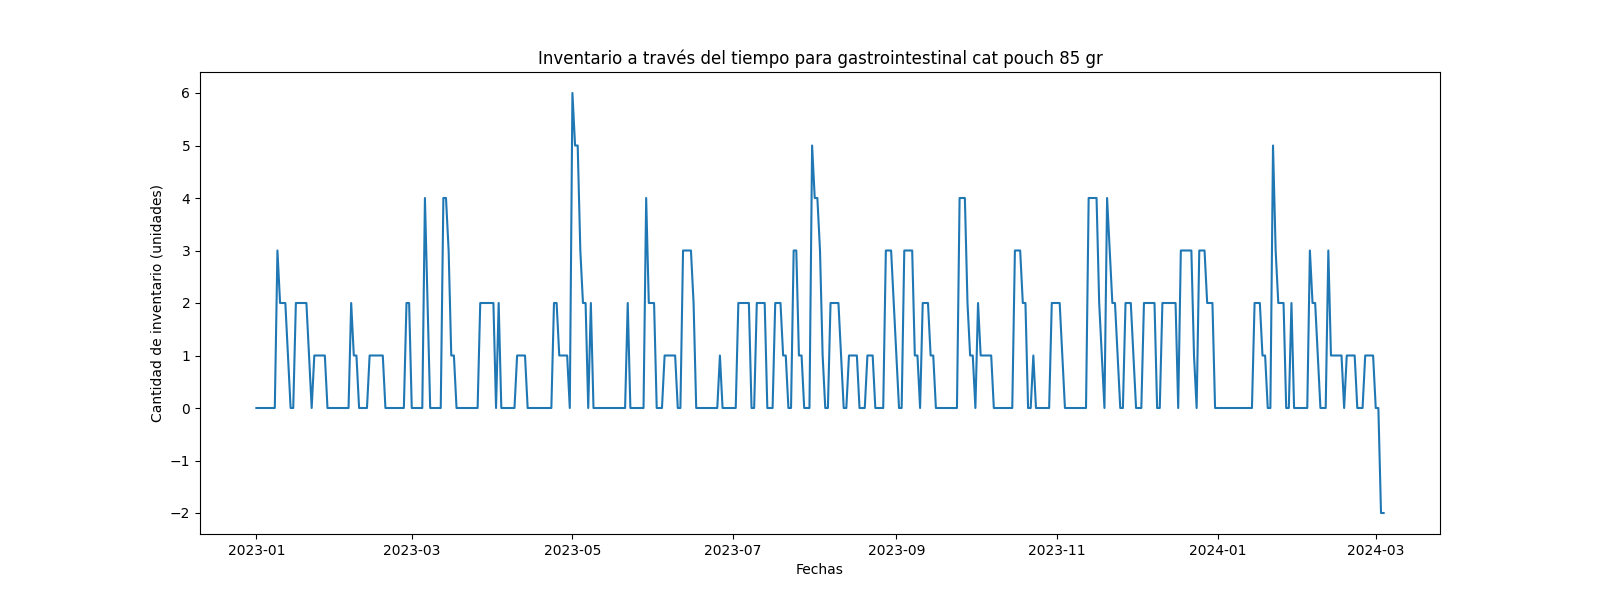 Inventario a través del tiempo para gastrointestinal cat pouch 85 gr
Cantidad de inventario (unidades)
6
5
4
3
2
1
0
−1
−2
2023-01 2023-03 2023-05 2023-07 2023-09 2023-11 2024-01 2024-03
Fechas